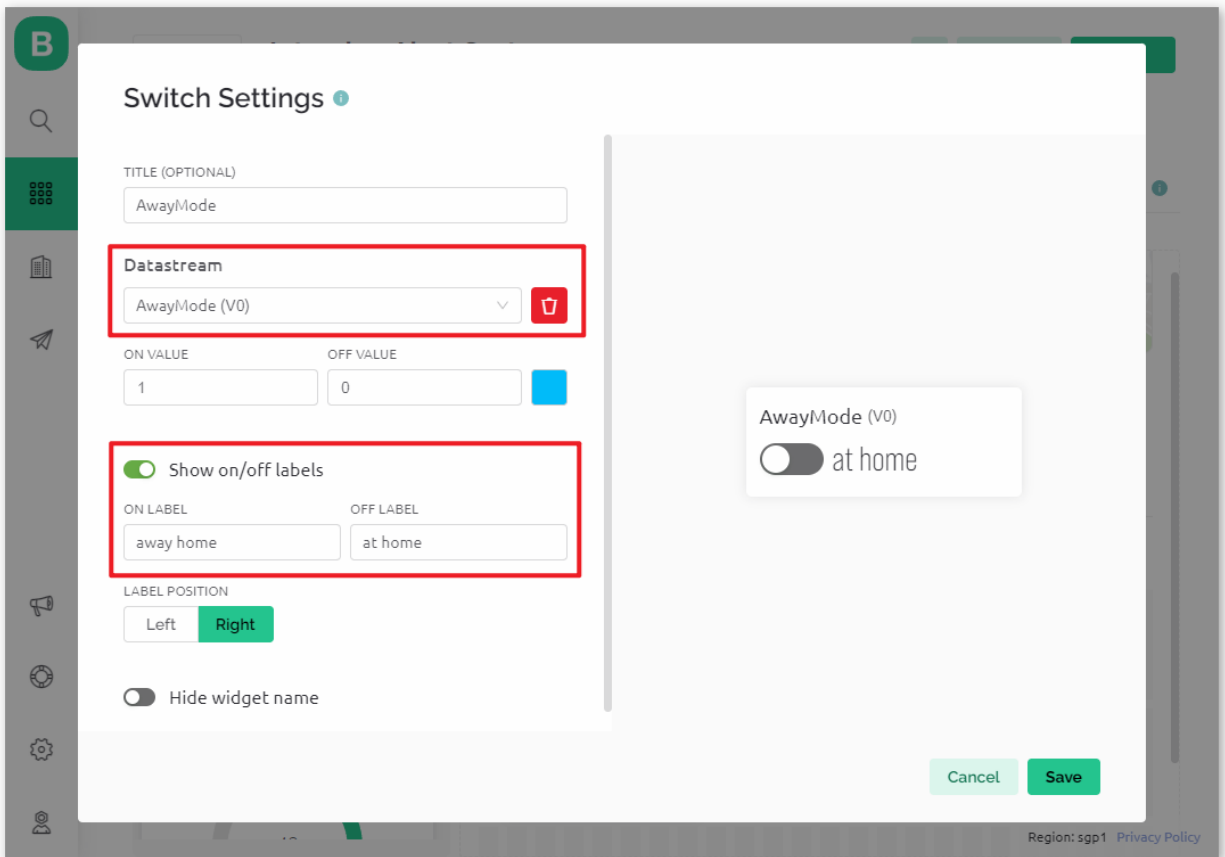 B
Switch Settings
TITLE (OPTIONAL)
AwayMode
Datastream
AwayMode (V0)
ON VALUE OFF VALUE
1 0
Show on/off labels
ON LABEL OFF LABEL
away home at home
LABEL POSITION
Left Right
Hide widget name
AwayMode (V0)
at home
Cancel Save
Region: sgp1 Privacy Policy